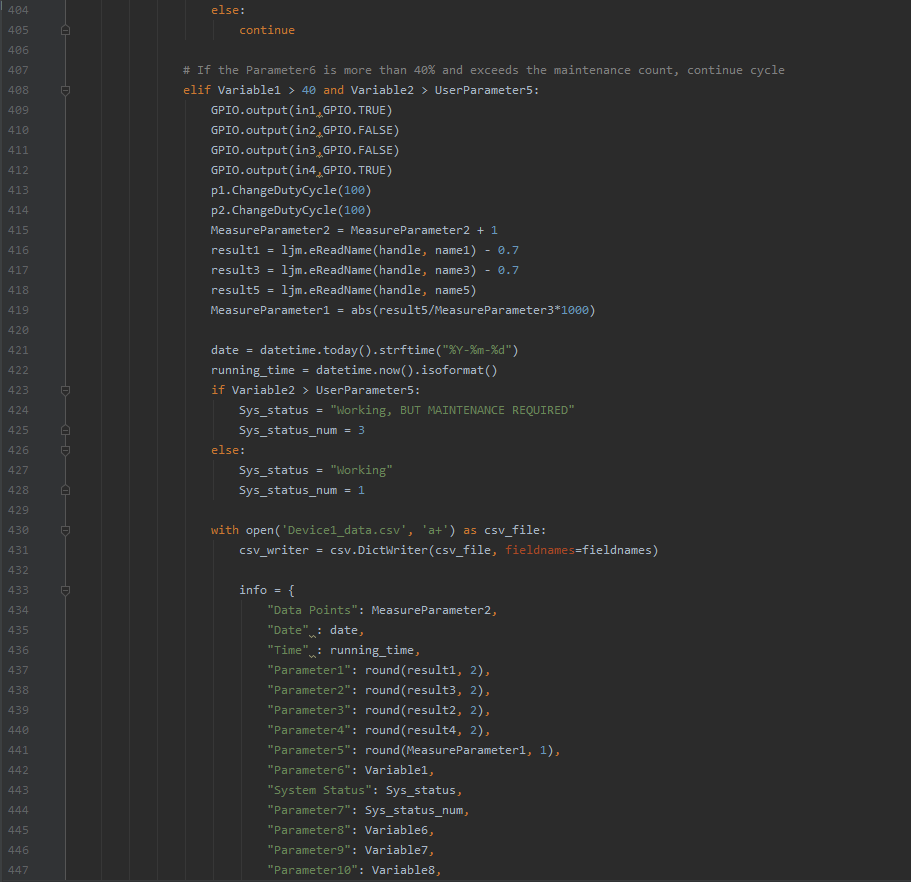 404 else:
405 continue
406
407 # If the Parameter6 is more than 40% and exceeds the maintenance count, continue cycle
408 elif Variable1 > 40 and Variable2 > UserParameter5:
409 GPIO.output(in1,GPIO.TRUE)
410 GPIO.output(in2,GPIO.FALSE)
411 GPIO.output(in3,GPIO.FALSE)
412 GPIO.output(in4,GPIO.TRUE)
413 p1.ChangeDutyCycle(100)
414 p2.ChangeDutyCycle(100)
415 MeasureParameter2 = MeasureParameter2 + 1
416 result1 = ljm.eReadName(handle, name1) - 0.7
417 result3 = ljm.eReadName(handle, name3) - 0.7
418 result5 = ljm.eReadName(handle, name5)
419 MeasureParameter1 = abs(result5/MeasureParameter3*1000)
420
421 date = datetime.today().strftime("%Y-%m-%d")
422 running_time = datetime.now().isoformat()
423 if Variable2 > UserParameter5:
424 Sys_status = "Working, BUT MAINTENANCE REQUIRED"
425 Sys_status_num = 3
426 else:
427 Sys_status = "Working"
428 Sys_status_num = 1
429
430 with open('Device1_data.csv', 'a+') as csv_file:
431 csv_writer = csv.DictWriter(csv_file, fieldnames=fieldnames)
432
433 info = {
434 "Data Points": MeasureParameter2,
435 "Date" : date,
436 "Time" : running_time,
437 "Parameter1": round(result1, 2),
438 "Parameter2": round(result3, 2),
439 "Parameter3": round(result2, 2),
440 "Parameter4": round(result4, 2),
441 "Parameter5": round(MeasureParameter1, 1),
442 "Parameter6": Variable1,
443 "System Status": Sys_status,
444 "Parameter7": Sys_status_num,
445 "Parameter8": Variable6,
446 "Parameter9": Variable7,
447 "Parameter10": Variable8,